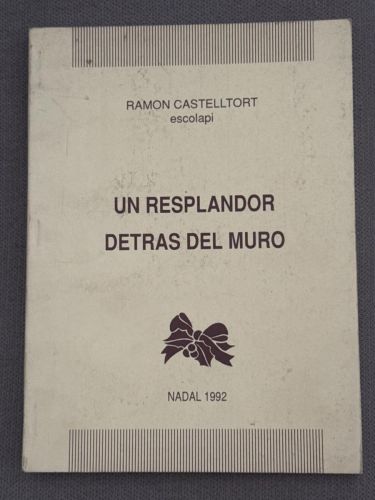 RAMON CASTELLTORT
escolapi
UN RESPLANDOR
DETRAS DEL MURO
NADAL 1992